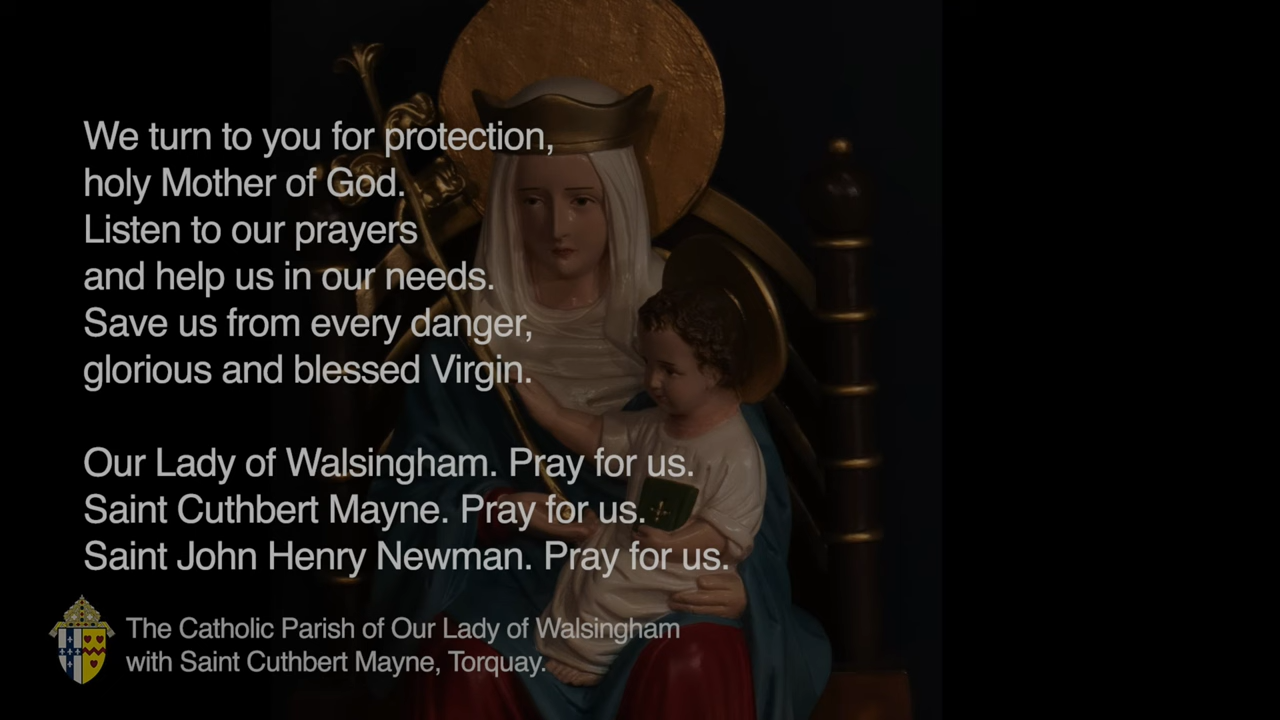 We turn to you for protection,
holy Mother of God.
Listen to our prayers
and help us in our needs.
Save us from every danger,
glorious and blessed Virgin.
Our Lady of Walsingham. Pray for us.
Saint Cuthbert Mayne. Pray for us.
Saint John Henry Newman. Pray for us.
The Catholic Parish of Our Lady of Walsingham
with Saint Cuthbert Mayne, Torquay.